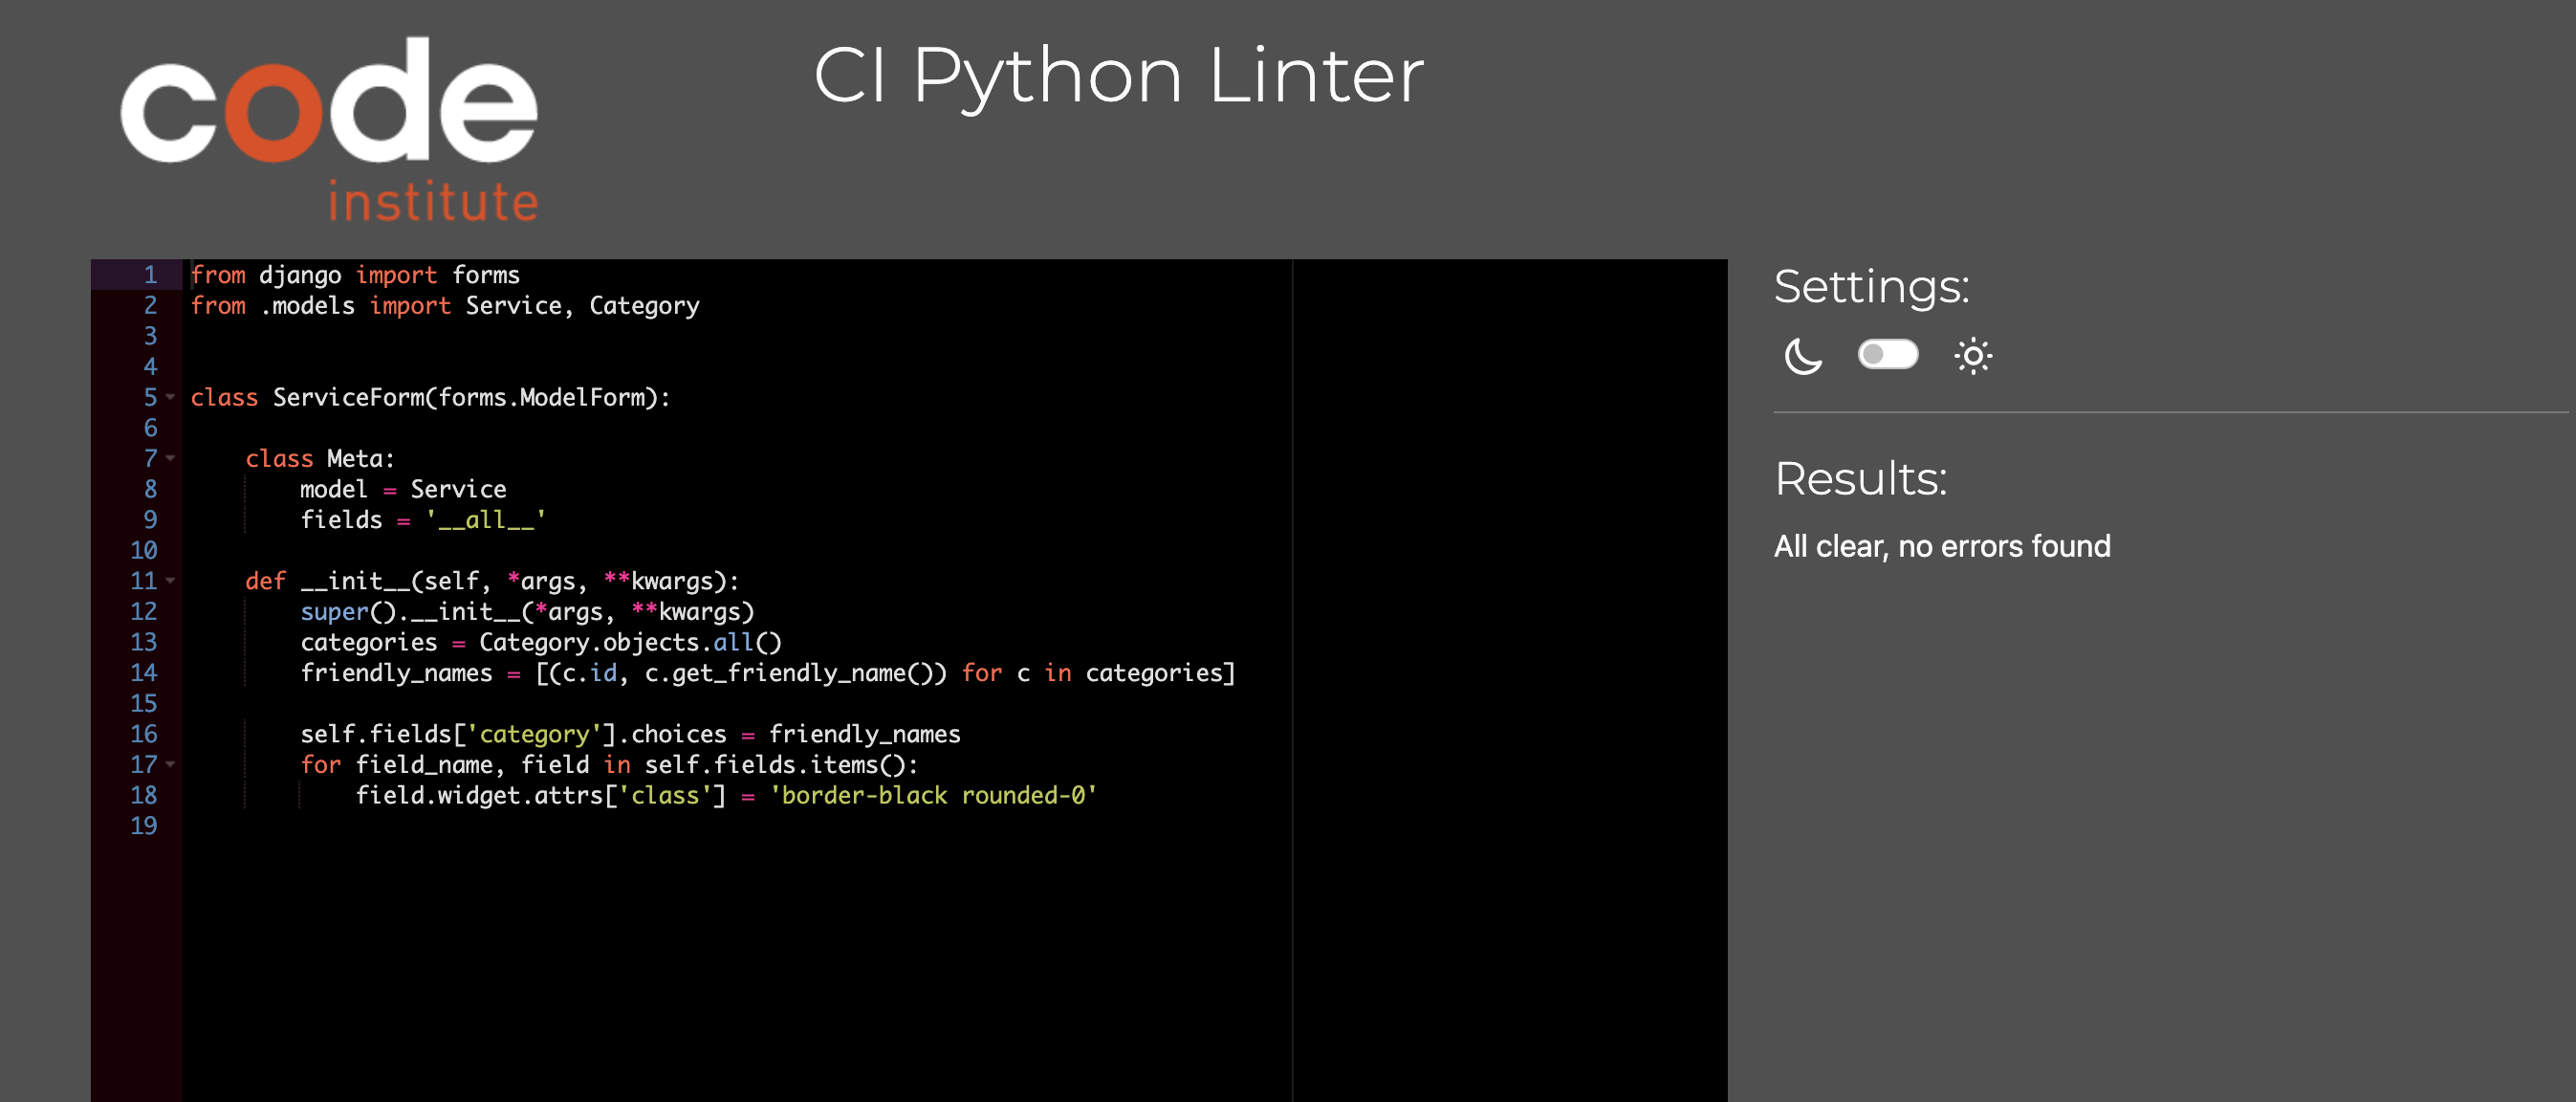 code
institute
CI Python Linter
1 from django import forms
2 from .models import Service, Category
3
4
5 class ServiceForm(forms.ModelForm):
6
7     class Meta:
8         model = Service
9         fields = '__all__'
10
11     def __init__(self, *args, **kwargs):
12         super().__init__(*args, **kwargs)
13         categories = Category.objects.all()
14         friendly_names = [(c.id, c.get_friendly_name()) for c in categories]
15
16         self.fields['category'].choices = friendly_names
17         for field_name, field in self.fields.items():
18             field.widget.attrs['class'] = 'border-black rounded-0'
19
Settings:
Results:
All clear, no errors found